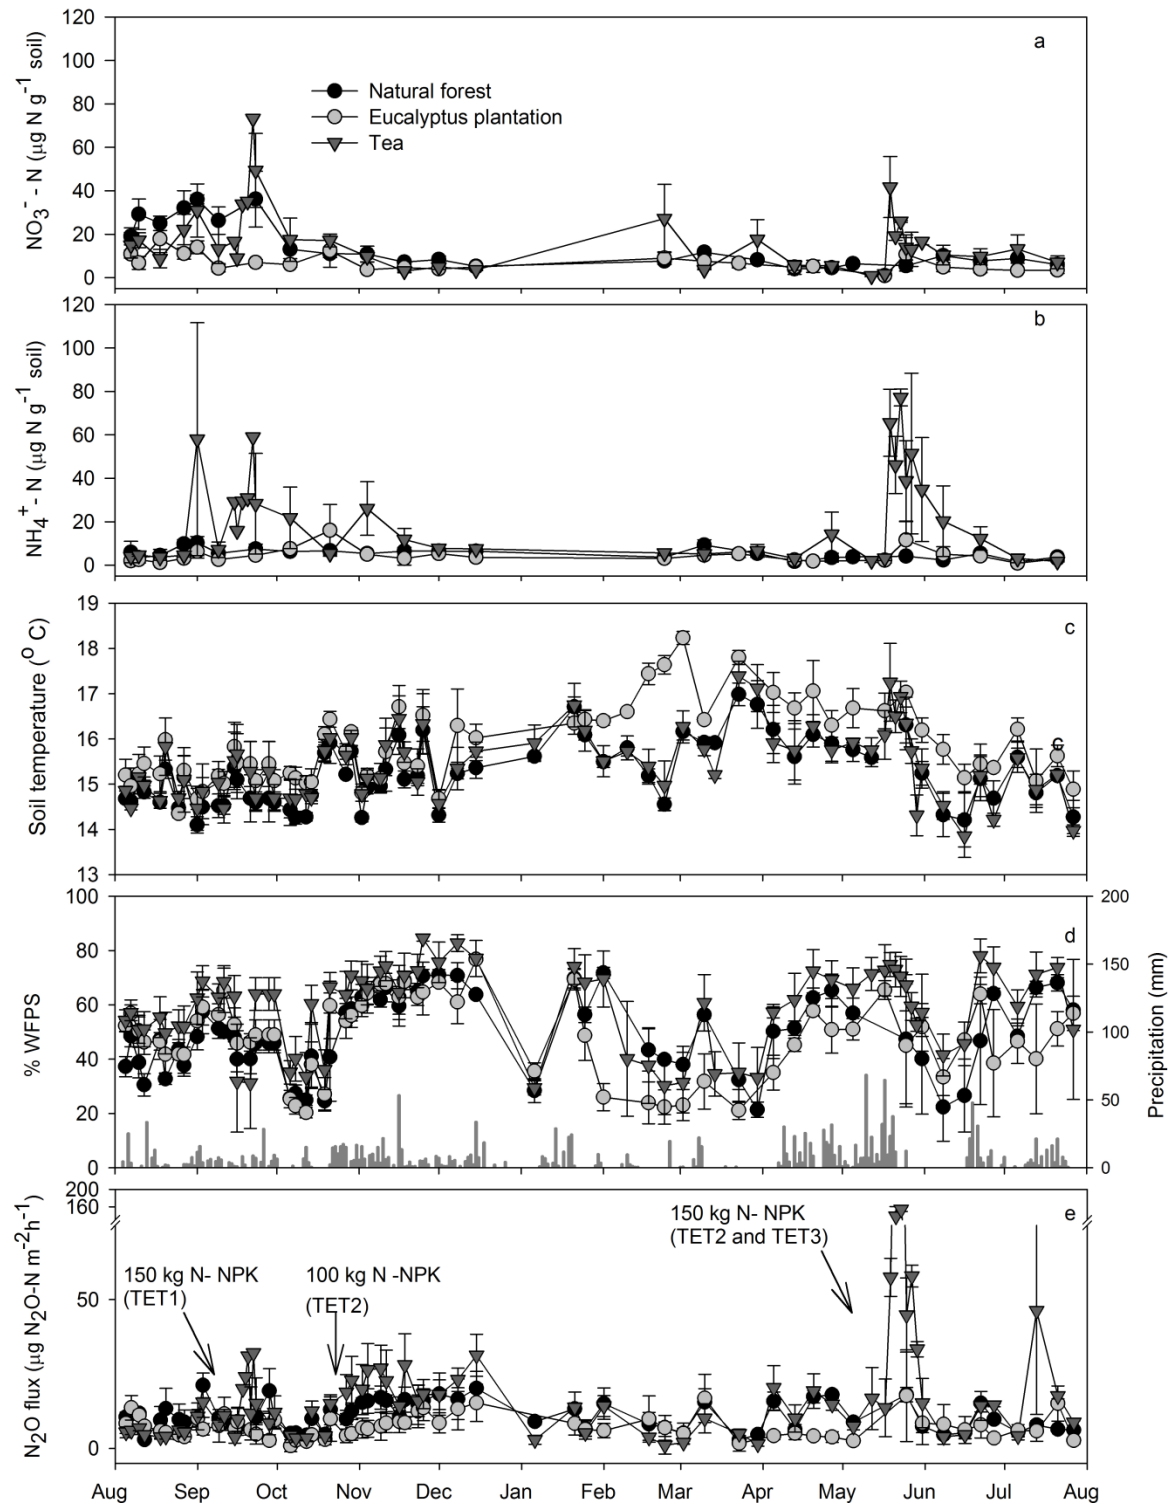 120
100
80
60
40
20
0
NO3⁻ - N (µg N g⁻¹ soil)
a
Natural forest
Eucalyptus plantation
Tea
120
100
80
60
40
20
0
NH4⁺- N (µg N g⁻¹ soil)
b
19
18
17
16
15
14
13
Soil temperature (° C)
c
100
80
60
40
20
0
% WFPS
d
200
150
100
50
0
Precipitation (mm)
200
160
50
0
N2O flux (µg N2O-N m⁻²h⁻¹)
e
150 kg N- NPK
(TET1)
100 kg N -NPK
(TET2)
150 kg N- NPK
(TET2 and TET3)
Aug Sep Oct Nov Dec Jan Feb Mar Apr May Jun Jul Aug